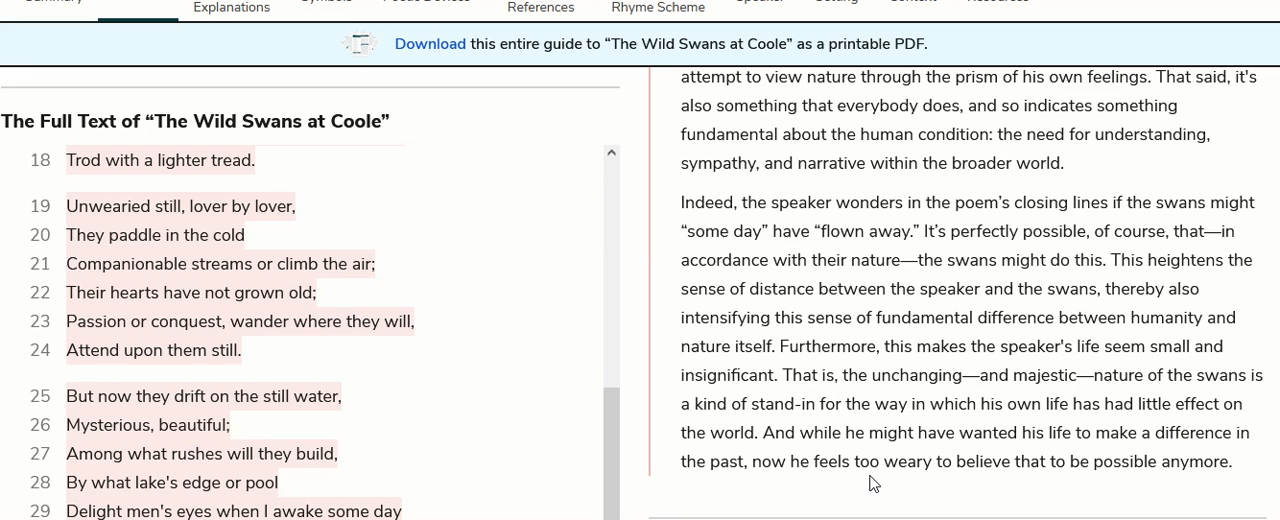 Summary
Explanations
Symbols
Poetic Devices
References
Rhyme Scheme
Speaker
Setting
Context
Resources
Download this entire guide to “The Wild Swans at Coole” as a printable PDF.
The Full Text of “The Wild Swans at Coole”
18 Trod with a lighter tread.
19 Unwearied still, lover by lover,
20 They paddle in the cold
21 Companionable streams or climb the air;
22 Their hearts have not grown old;
23 Passion or conquest, wander where they will,
24 Attend upon them still.
25 But now they drift on the still water,
26 Mysterious, beautiful;
27 Among what rushes will they build,
28 By what lake's edge or pool
29 Delight men's eyes when I awake some day
attempt to view nature through the prism of his own feelings. That said, it's
also something that everybody does, and so indicates something
fundamental about the human condition: the need for understanding,
sympathy, and narrative within the broader world.
Indeed, the speaker wonders in the poem’s closing lines if the swans might
“some day” have “flown away.” It’s perfectly possible, of course, that—in
accordance with their nature—the swans might do this. This heightens the
sense of distance between the speaker and the swans, thereby also
intensifying this sense of fundamental difference between humanity and
nature itself. Furthermore, this makes the speaker's life seem small and
insignificant. That is, the unchanging—and majestic—nature of the swans is
a kind of stand-in for the way in which his own life has had little effect on
the world. And while he might have wanted his life to make a difference in
the past, now he feels too weary to believe that to be possible anymore.